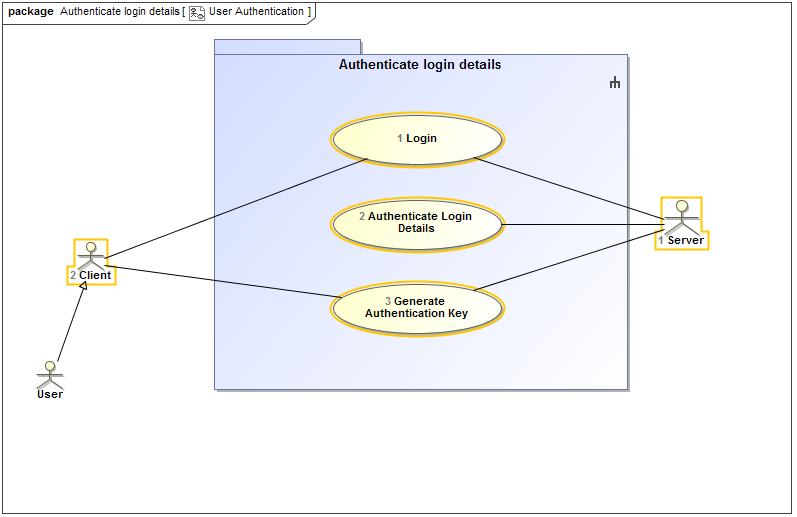 package Authenticate login details [ User Authentication ]
Authenticate login details
1 Login
2 Authenticate Login
Details
1 Server
2 Client
3 Generate
Authentication Key
User